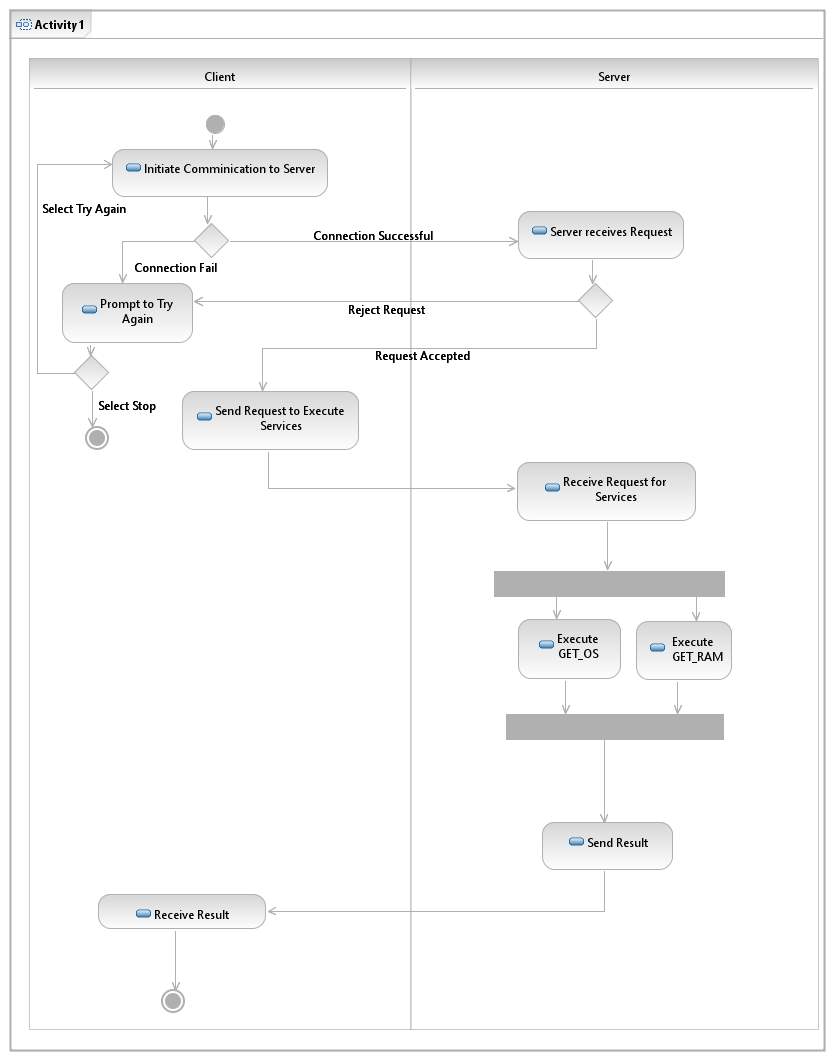 Activity1
Client
Server
Initiate Comminication to Server
Select Try Again
Server receives Request
Connection Successful
Connection Fail
Prompt to Try
Again
Reject Request
Request Accepted
Select Stop
Send Request to Execute
Services
Receive Request for
Services
Execute
GET_OS
Execute
GET_RAM
Send Result
Receive Result